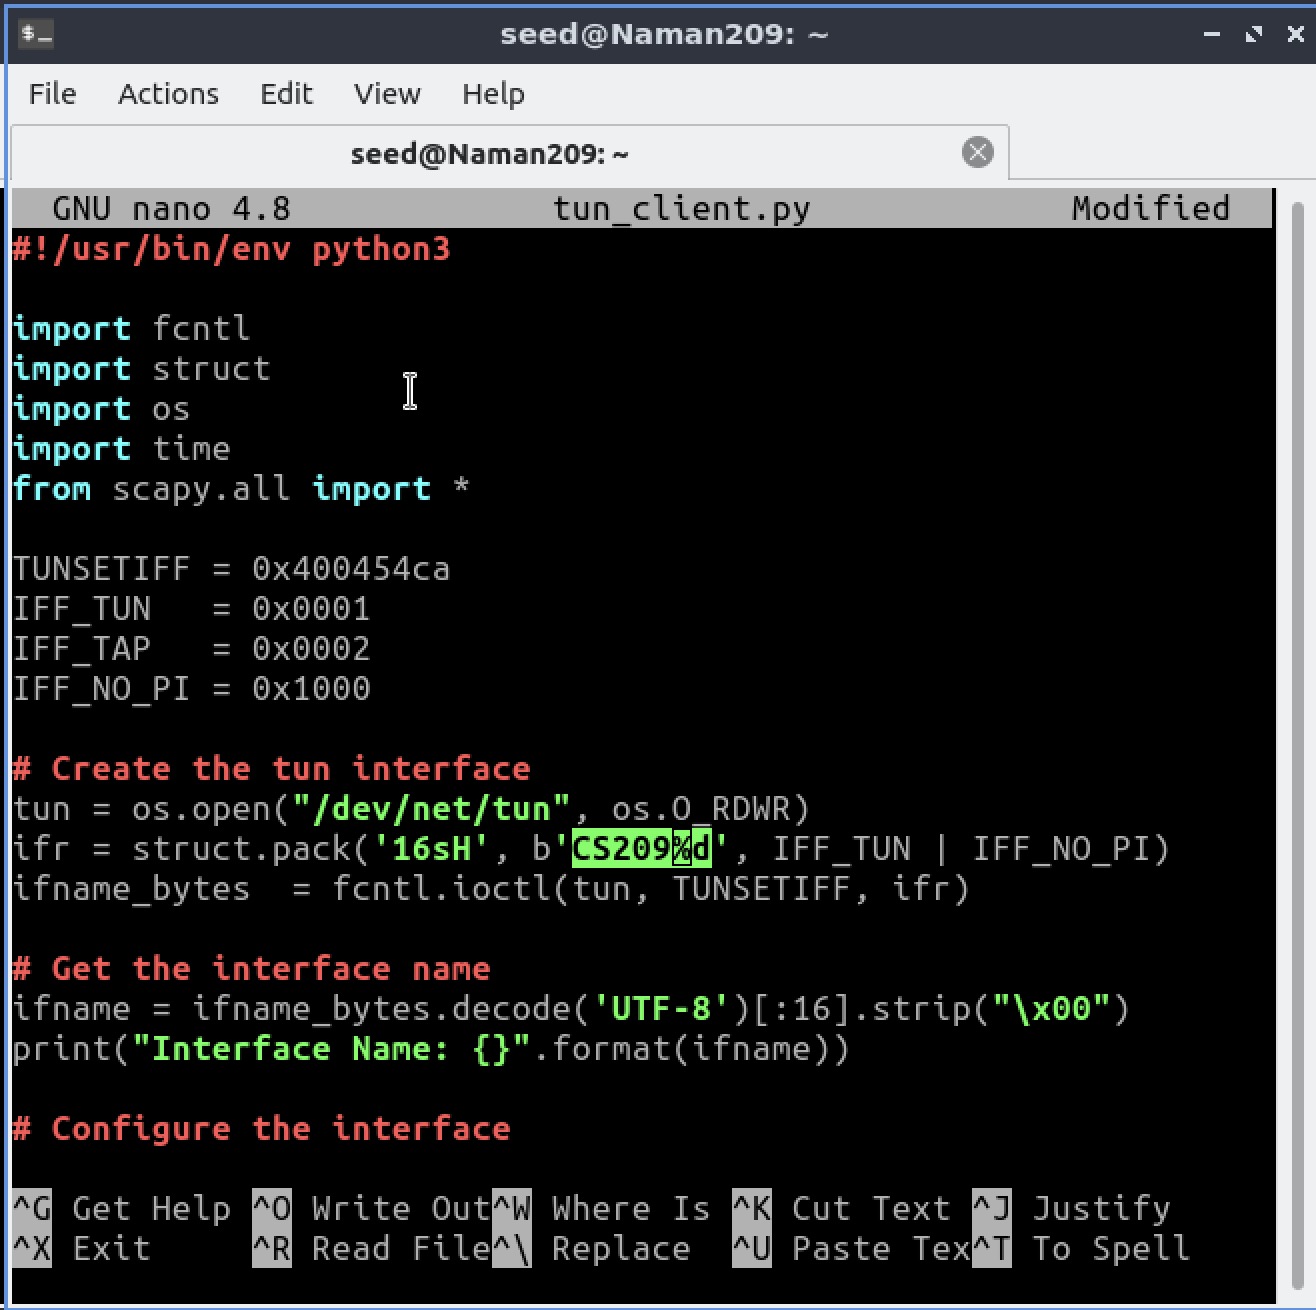 seed@Naman209: ~
File Actions Edit View Help
seed@Naman209: ~
GNU nano 4.8 tun_client.py Modified
#!/usr/bin/env python3
import fcntl
import struct
import os
import time
from scapy.all import *
TUNSETIFF = 0x400454ca
IFF_TUN   = 0x0001
IFF_TAP   = 0x0002
IFF_NO_PI = 0x1000
# Create the tun interface
tun = os.open("/dev/net/tun", os.O_RDWR)
ifr = struct.pack('16sH', b'CS209%d', IFF_TUN | IFF_NO_PI)
ifname_bytes  = fcntl.ioctl(tun, TUNSETIFF, ifr)
# Get the interface name
ifname = ifname_bytes.decode('UTF-8')[:16].strip("\x00")
print("Interface Name: {}".format(ifname))
# Configure the interface
^G Get Help ^O Write Out ^W Where Is ^K Cut Text ^J Justify
^X Exit ^R Read File ^\ Replace ^U Paste Tex ^T To Spell